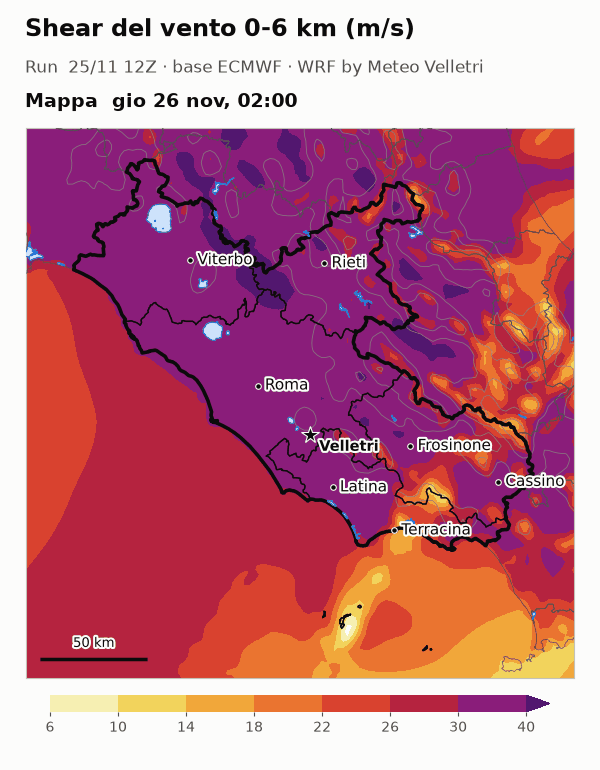 Shear del vento 0-6 km (m/s)
Run 25/11 12Z · base ECMWF · WRF by Meteo Velletri
Mappa gio 26 nov, 02:00
Viterbo
Rieti
Roma
Velletri
Frosinone
Cassino
Latina
Terracina
50 km
6 10 14 18 22 26 30 40